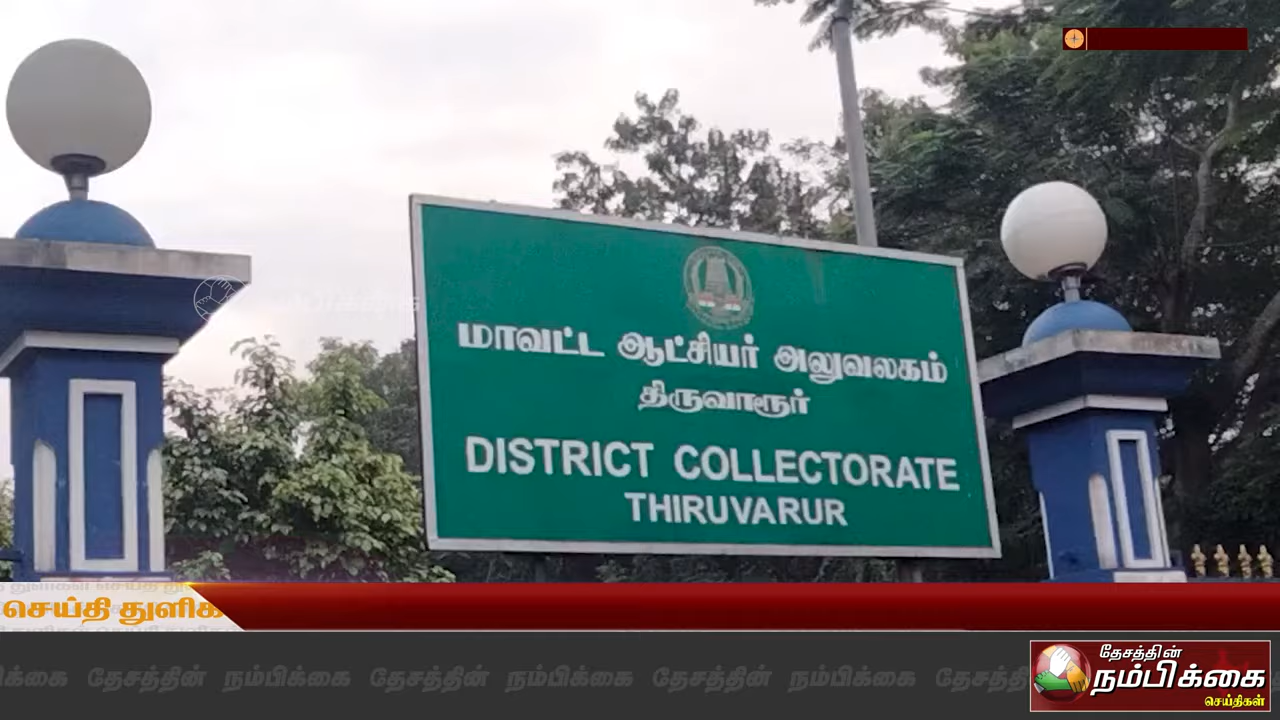 மாவட்ட ஆட்சியர் அலுவலகம்
திருவாரூர்
DISTRICT COLLECTORATE
THIRUVARUR
செய்தி துளிக
தேசத்தின் நம்பிக்கை தேசத்தின் நம்பிக்கை தேசத்தின் நம்பிக்கை
தேசத்தின்
நம்பிக்கை
செய்திகள்